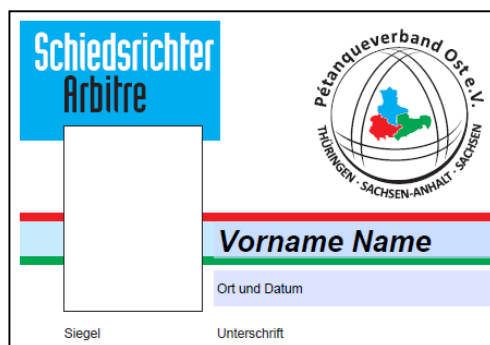 Schiedsrichter
Arbitre
Pétanqueverband Ost e.V.
THÜRINGEN · SACHSEN-ANHALT · SACHSEN
Vorname Name
Ort und Datum
Siegel
Unterschrift